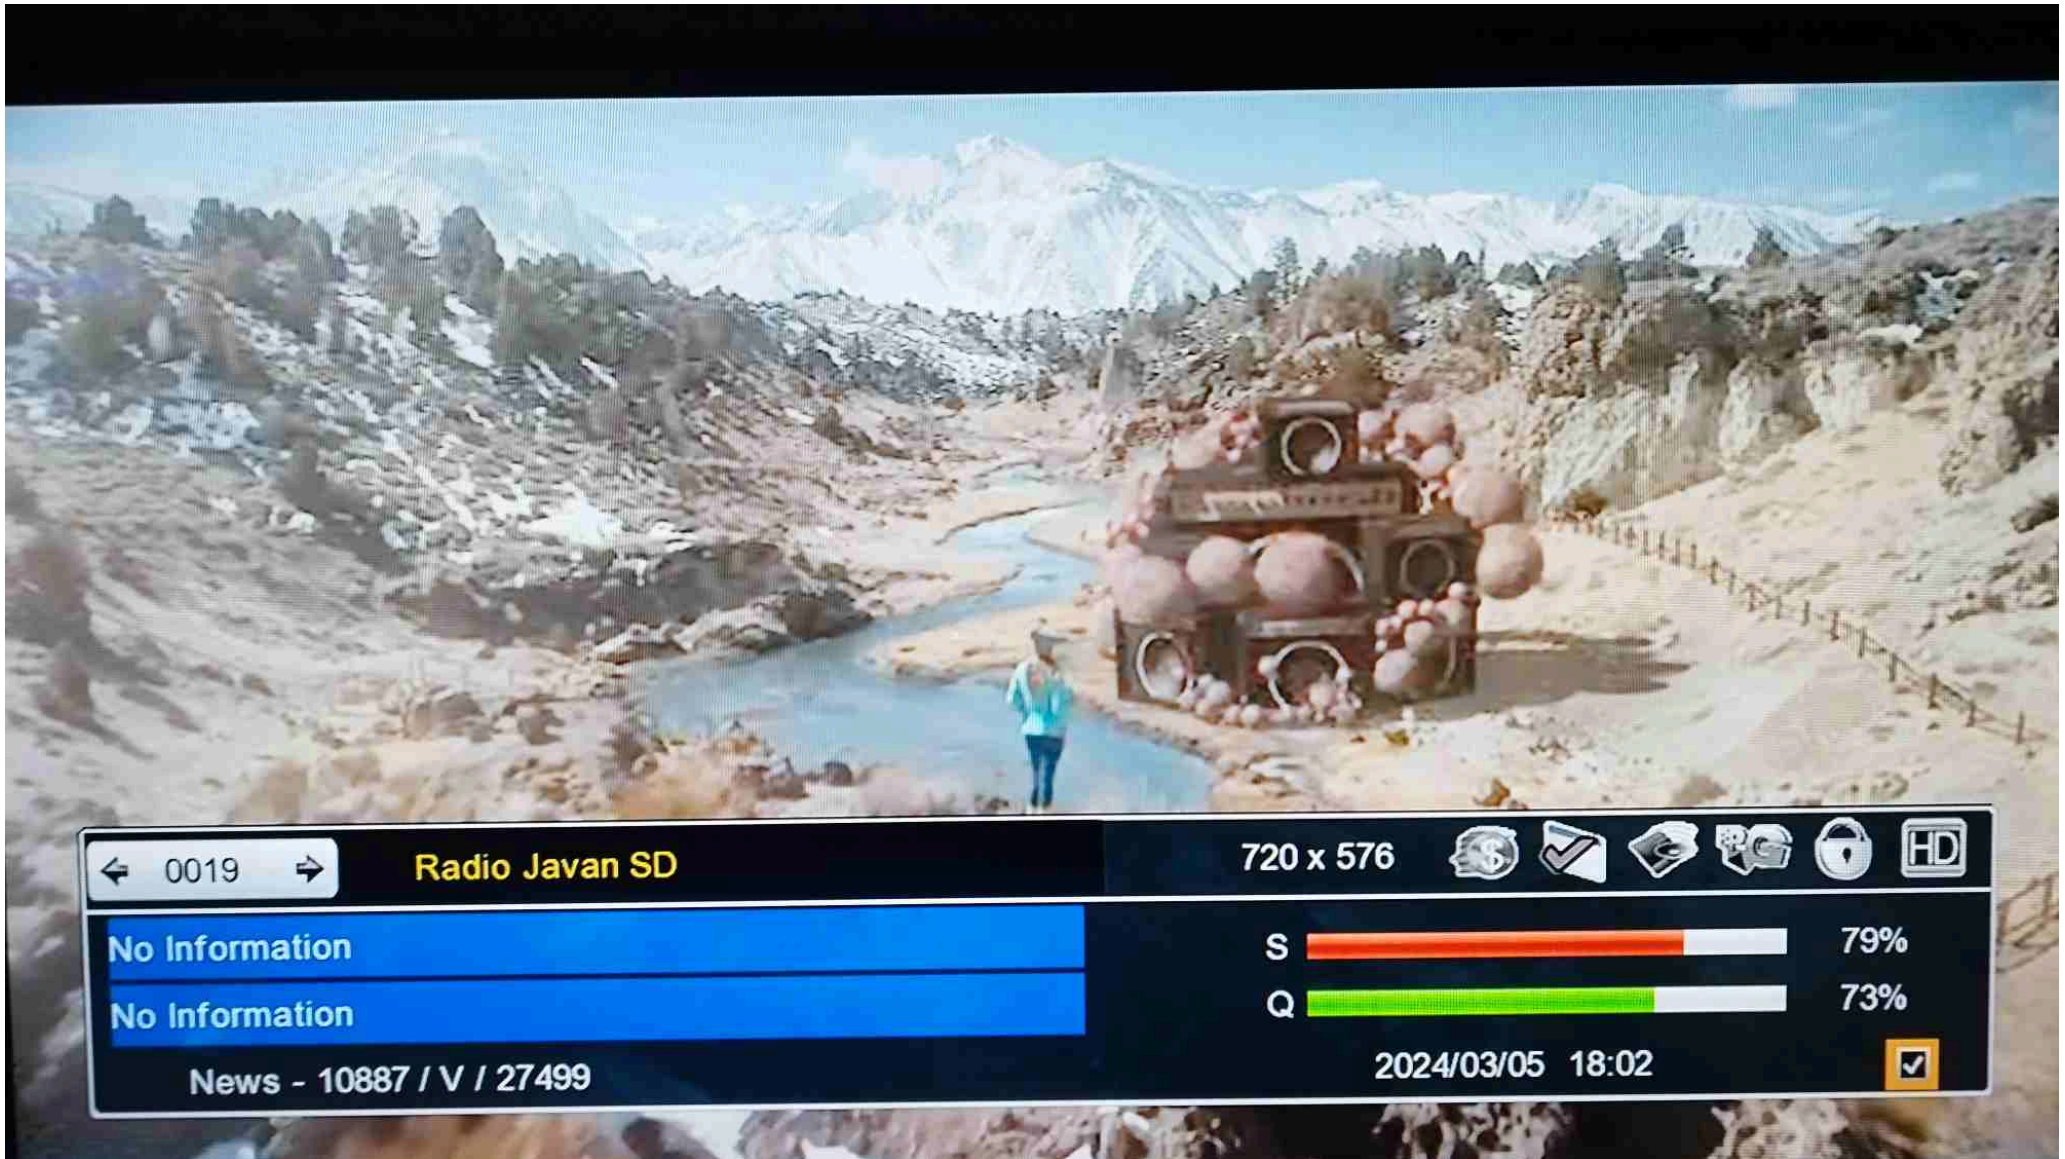 0019
Radio Javan SD
720 x 576
HD
No Information
S 79%
No Information
Q 73%
News - 10887 / V / 27499
2024/03/05 18:02